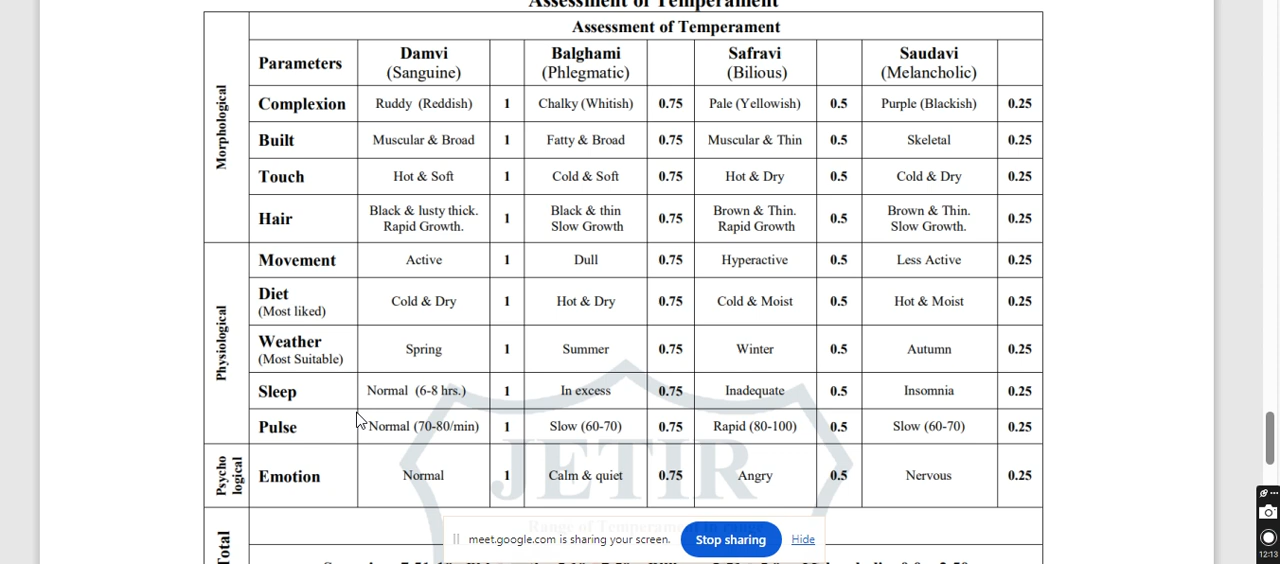 Assessment of Temperament
Assessment of Temperament
Morphological
Parameters
Damvi
(Sanguine)
Balghami
(Phlegmatic)
Safravi
(Bilious)
Saudavi
(Melancholic)
Complexion Ruddy (Reddish) 1 Chalky (Whitish) 0.75 Pale (Yellowish) 0.5 Purple (Blackish) 0.25
Built Muscular & Broad 1 Fatty & Broad 0.75 Muscular & Thin 0.5 Skeletal 0.25
Touch Hot & Soft 1 Cold & Soft 0.75 Hot & Dry 0.5 Cold & Dry 0.25
Hair
Black & lusty thick.
Rapid Growth.
1
Black & thin
Slow Growth
0.75
Brown & Thin.
Rapid Growth
0.5
Brown & Thin.
Slow Growth.
0.25
Physiological
Movement Active 1 Dull 0.75 Hyperactive 0.5 Less Active 0.25
Diet
(Most liked)
Cold & Dry 1 Hot & Dry 0.75 Cold & Moist 0.5 Hot & Moist 0.25
Weather
(Most Suitable)
Spring 1 Summer 0.75 Winter 0.5 Autumn 0.25
Sleep Normal (6-8 hrs.) 1 In excess 0.75 Inadequate 0.5 Insomnia 0.25
Pulse Normal (70-80/min) 1 Slow (60-70) 0.75 Rapid (80-100) 0.5 Slow (60-70) 0.25
Psycho
logical
Emotion Normal 1 Calm & quiet 0.75 Angry 0.5 Nervous 0.25
JETIR
Total
Range of Temperament
meet.google.com is sharing your screen.
Stop sharing
Hide
12:13